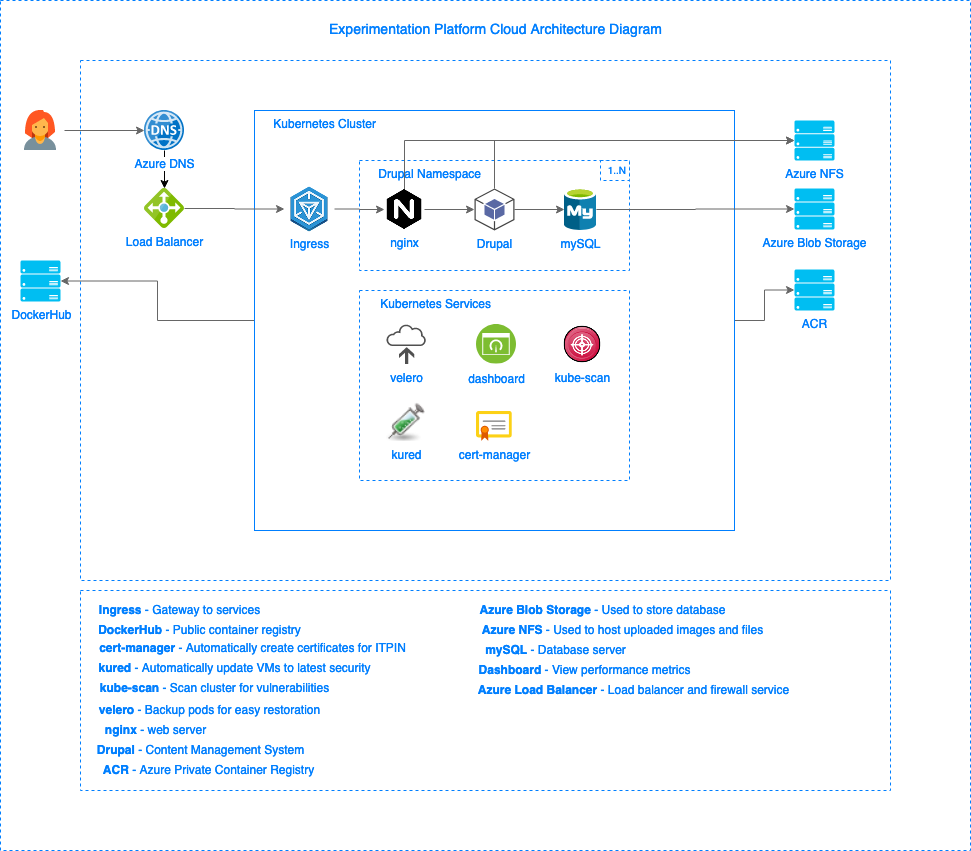 Experimentation Platform Cloud Architecture Diagram
Kubernetes Cluster
DNS
Azure DNS
Load Balancer
DockerHub
Ingress
Drupal Namespace
1..N
N
nginx
Drupal
My
mySQL
Azure NFS
Azure Blob Storage
ACR
Kubernetes Services
velero
dashboard
kube-scan
kured
cert-manager
Ingress - Gateway to services
DockerHub - Public container registry
cert-manager - Automatically create certificates for ITPIN
kured - Automatically update VMs to latest security
kube-scan - Scan cluster for vulnerabilities
velero - Backup pods for easy restoration
nginx - web server
Drupal - Content Management System
ACR - Azure Private Container Registry
Azure Blob Storage - Used to store database
Azure NFS - Used to host uploaded images and files
mySQL - Database server
Dashboard - View performance metrics
Azure Load Balancer - Load balancer and firewall service